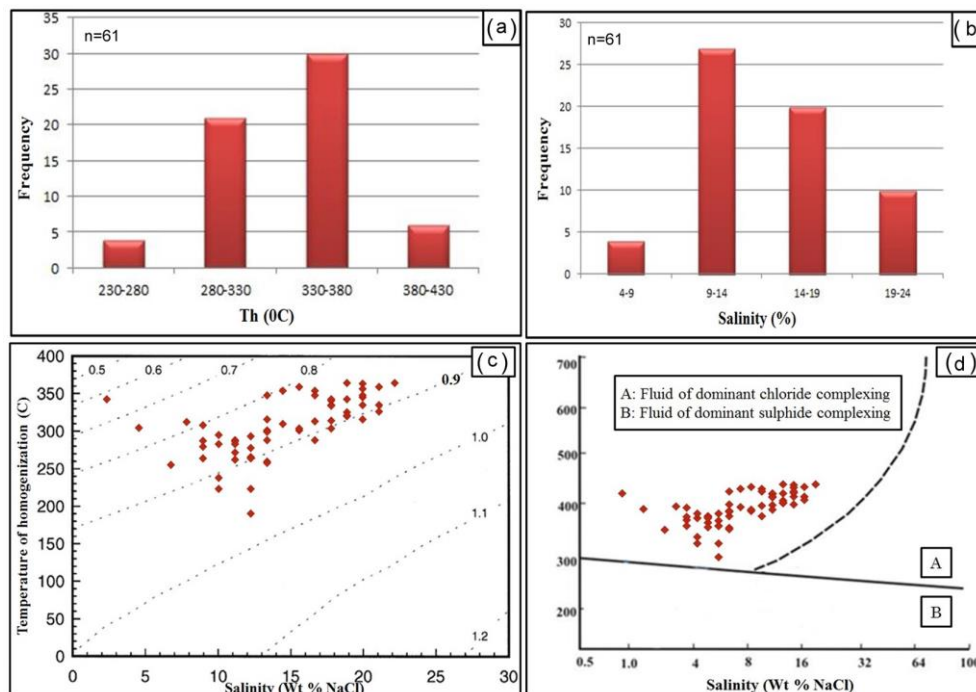 (a)
n=61
35
30
25
20
15
10
5
0
Frequency
230-280 280-330 330-380 380-430
Th (0C)
(b)
n=61
30
25
20
15
10
5
0
Frequency
4-9 9-14 14-19 19-24
Salinity (%)
(c)
400
350
300
250
200
150
100
50
0
Temperature of homogenization (C)
0.5 0.6 0.7 0.8 0.9
1.0
1.1
1.2
0 5 10 15 20 25 30
Salinity (Wt % NaCl)
(d)
700
600
500
400
300
200
A: Fluid of dominant chloride complexing
B: Fluid of dominant sulphide complexing
A
B
0.5 1.0 4 8 16 32 64 100
Salinity (Wt % NaCl)